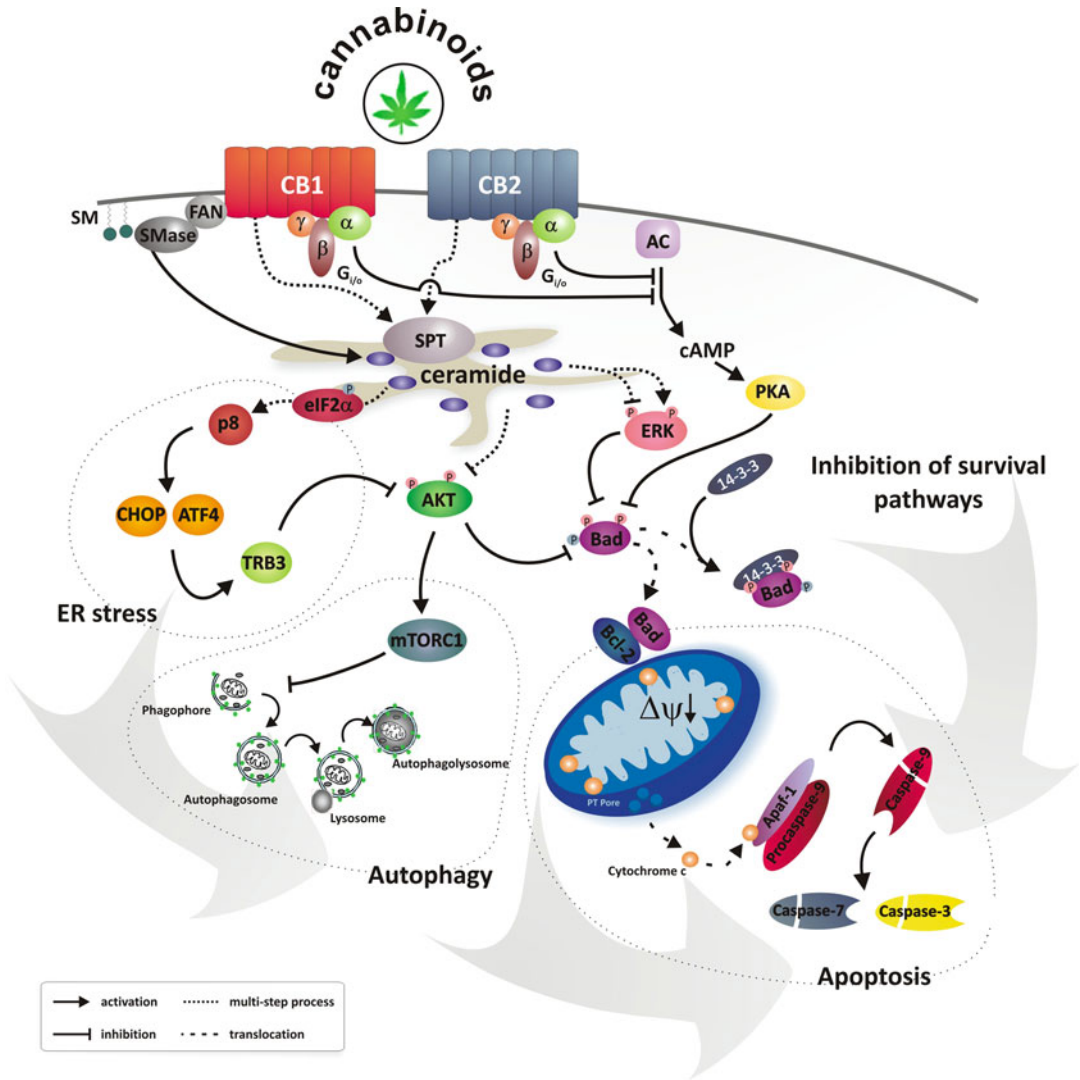 cannabinoids
CB1
CB2
SM
FAN
SMase
γ
α
β
Gi/o
γ
α
β
Gi/o
AC
SPT
cAMP
ceramide
PKA
P
eIF2α
p8
P
P
ERK
P
P
AKT
14-3-3
Inhibition of survival
pathways
CHOP
ATF4
P
P
P
Bad
TRB3
14-3-3
P
P
Bad
P
ER stress
mTORC1
Bcl-2
Bad
Phagophore
Δψ↓
Autophagolysosome
Autophagosome
Lysosome
PT Pore
Apaf-1
Procaspase-9
Caspase-9
Cytochrome c
Autophagy
Caspase-7
Caspase-3
Apoptosis
activation
multi-step process
inhibition
translocation